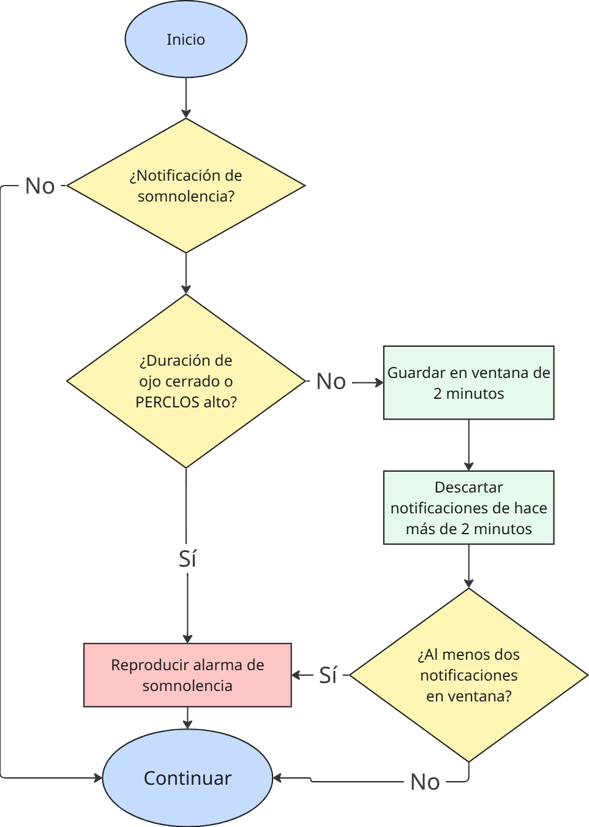 Inicio
¿Notificación de
somnolencia?
No
¿Duración de
ojo cerrado o
PERCLOS alto?
No
Guardar en ventana de
2 minutos
Descartar
notificaciones de hace
más de 2 minutos
Sí
¿Al menos dos
notificaciones
en ventana?
Sí
Reproducir alarma de
somnolencia
No
Continuar